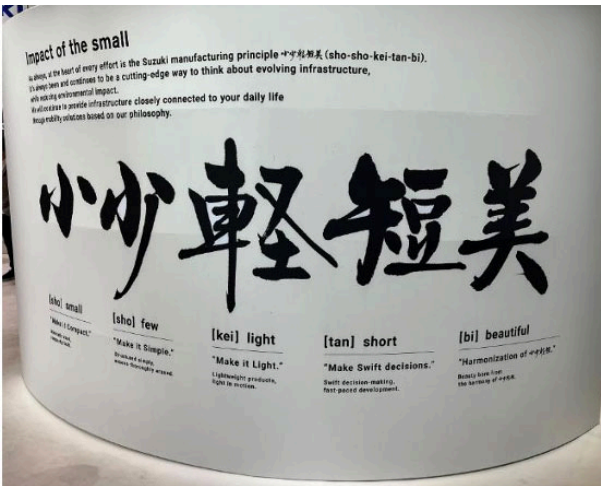 Impact of the small
As always, at the heart of every effort is the Suzuki manufacturing principle 小少軽短美 (sho-sho-kei-tan-bi).
It's always been and continues to be a cutting-edge way to think about evolving infrastructure,
while reducing environmental impact.
We will continue to provide infrastructure closely connected to your daily life
through mobility solutions based on our philosophy.
小少軽短美
[sho] small
"Make it Compact."
[sho] few
"Make it Simple."
[kei] light
"Make it Light."
Lightweight products,
light in motion.
[tan] short
"Make Swift decisions."
Swift decision-making,
fast-paced development.
[bi] beautiful
"Harmonization of 小少軽短."
Beauty born from
the harmony of 小少軽短.